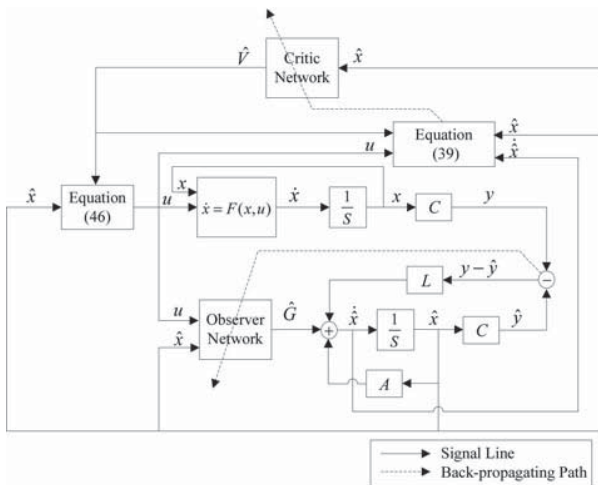 V̂
Critic
Network
x̂
Equation
(39)
x̂
ẋ̂
u
x
x̂
Equation
(46)
u
ẋ = F(x,u)
ẋ
1
S
x
C
y
L
y − ŷ
−
u
x̂
Observer
Network
Ĝ
+
ẋ̂
1
S
x̂
C
ŷ
A
Signal Line
Back-propagating Path